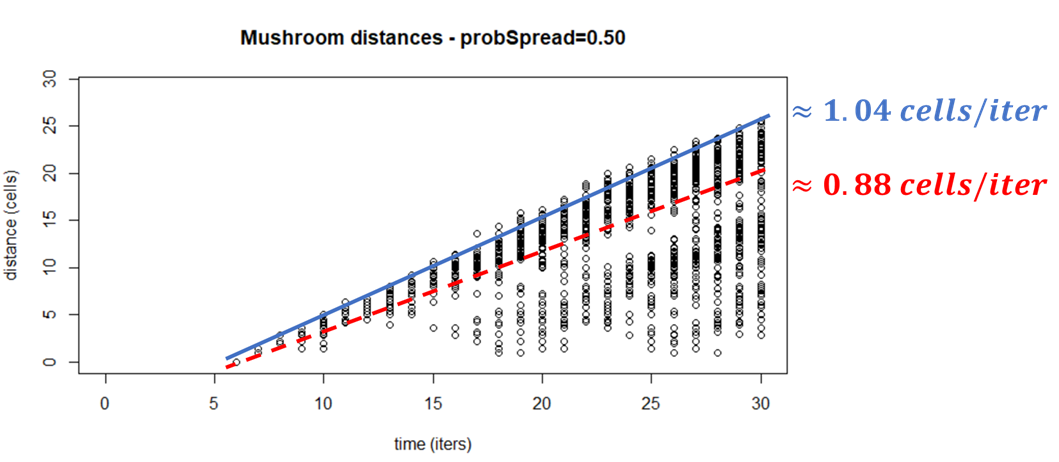 Mushroom distances - probSpread=0.50
≈ 1.04 cells/iter
≈ 0.88 cells/iter
distance (cells)
30
25
20
15
10
5
0
0 5 10 15 20 25 30
time (iters)